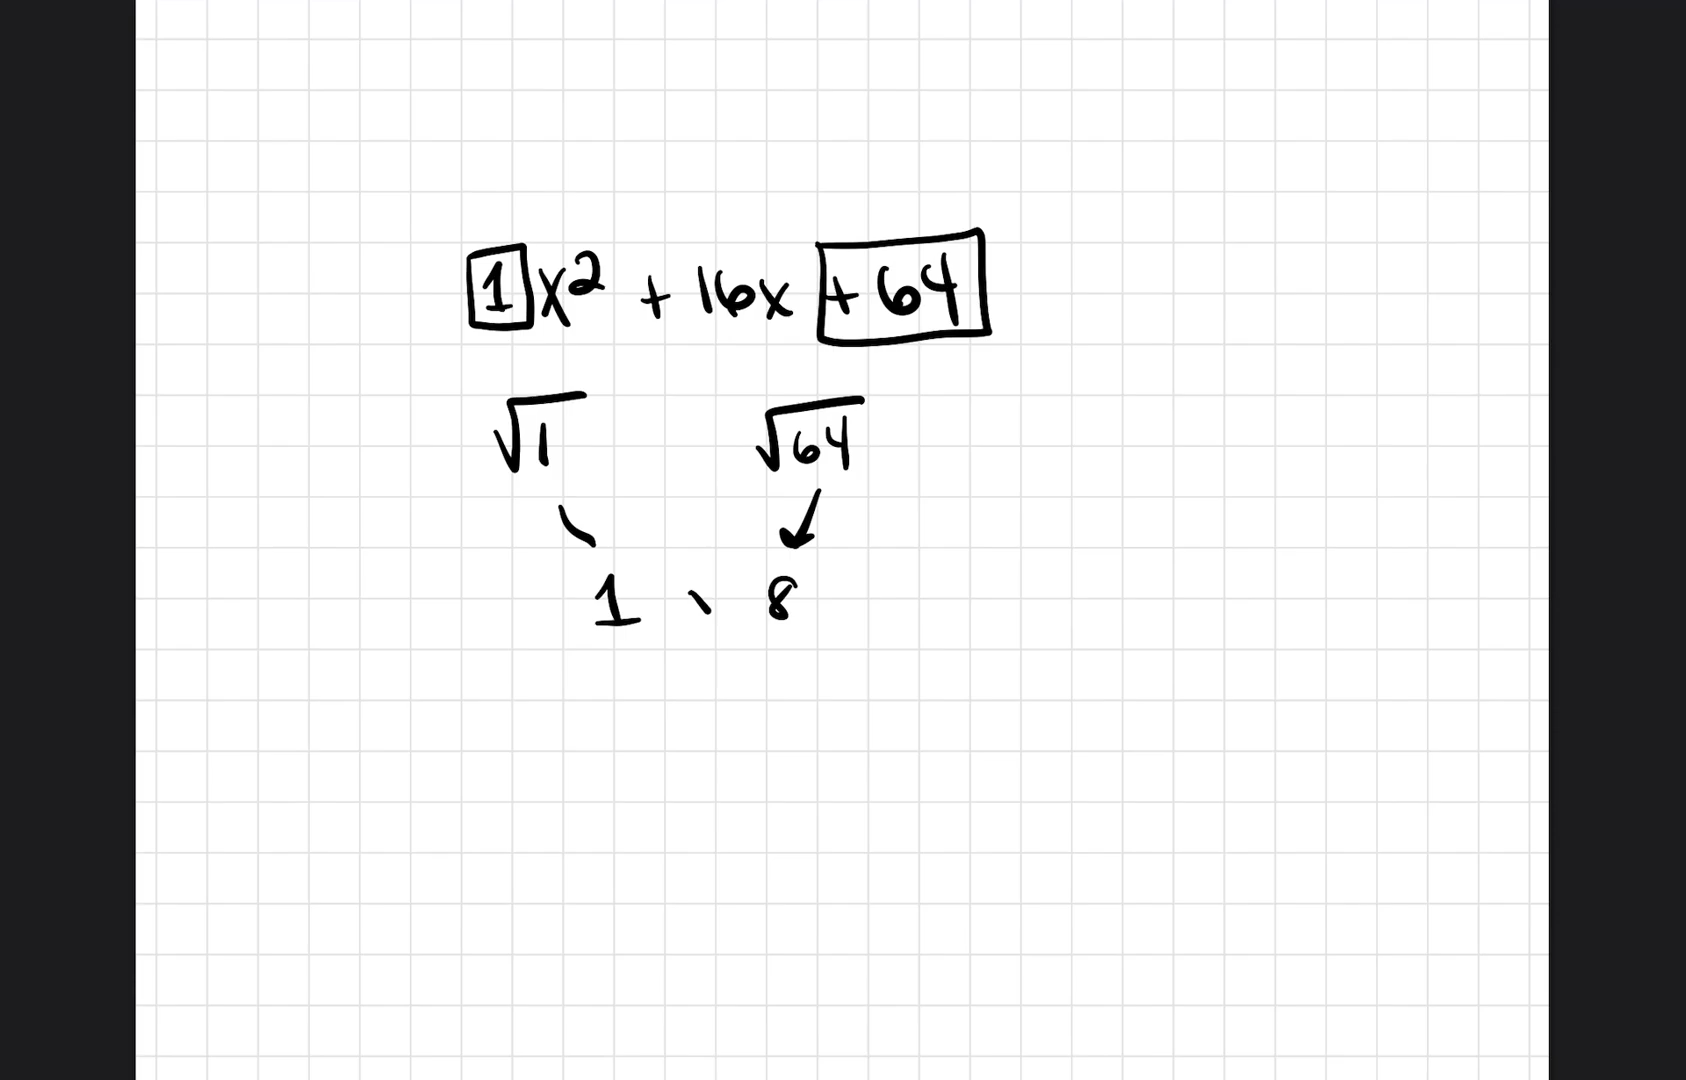 1x² + 16x + 64
√1 √64
1 、 8